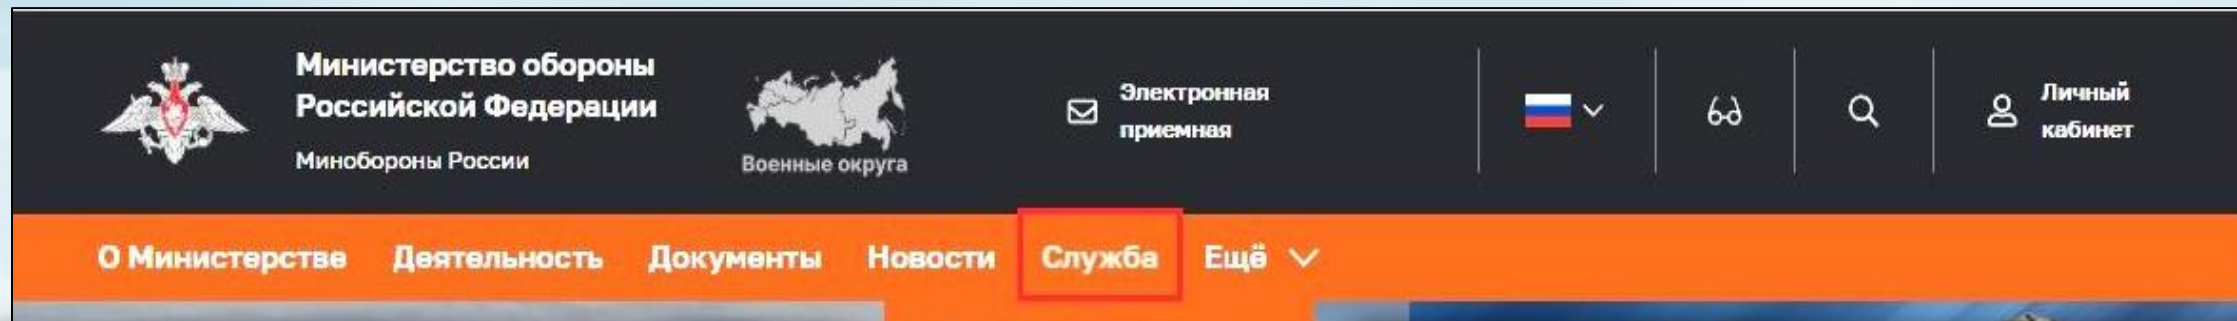 Министерство обороны
Российской Федерации
Минобороны России
Военные округа
Электронная
приемная
Личный
кабинет
О Министерстве Деятельность Документы Новости Служба Ещё